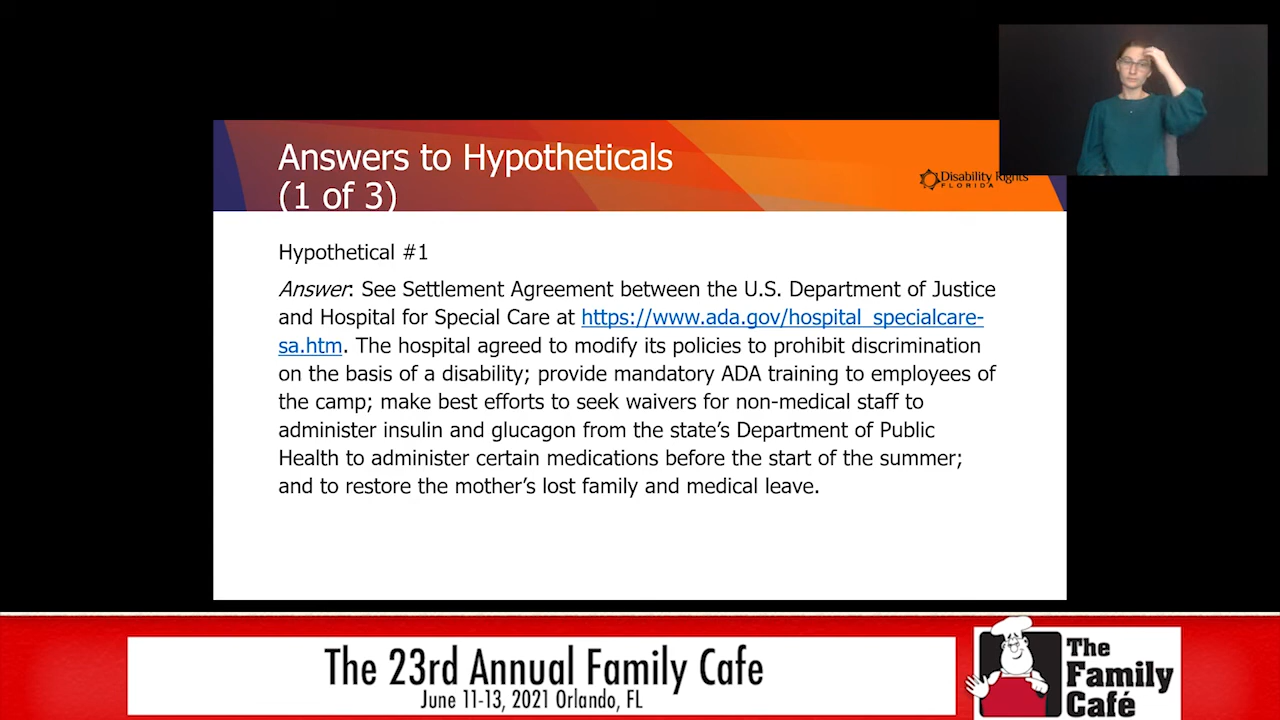 Answers to Hypotheticals
(1 of 3)
Disability Rights
FLORIDA
Hypothetical #1
Answer: See Settlement Agreement between the U.S. Department of Justice
and Hospital for Special Care at https://www.ada.gov/hospital_specialcare-
sa.htm. The hospital agreed to modify its policies to prohibit discrimination
on the basis of a disability; provide mandatory ADA training to employees of
the camp; make best efforts to seek waivers for non-medical staff to
administer insulin and glucagon from the state’s Department of Public
Health to administer certain medications before the start of the summer;
and to restore the mother’s lost family and medical leave.
The 23rd Annual Family Cafe
June 11-13, 2021 Orlando, FL
The
Family
Café